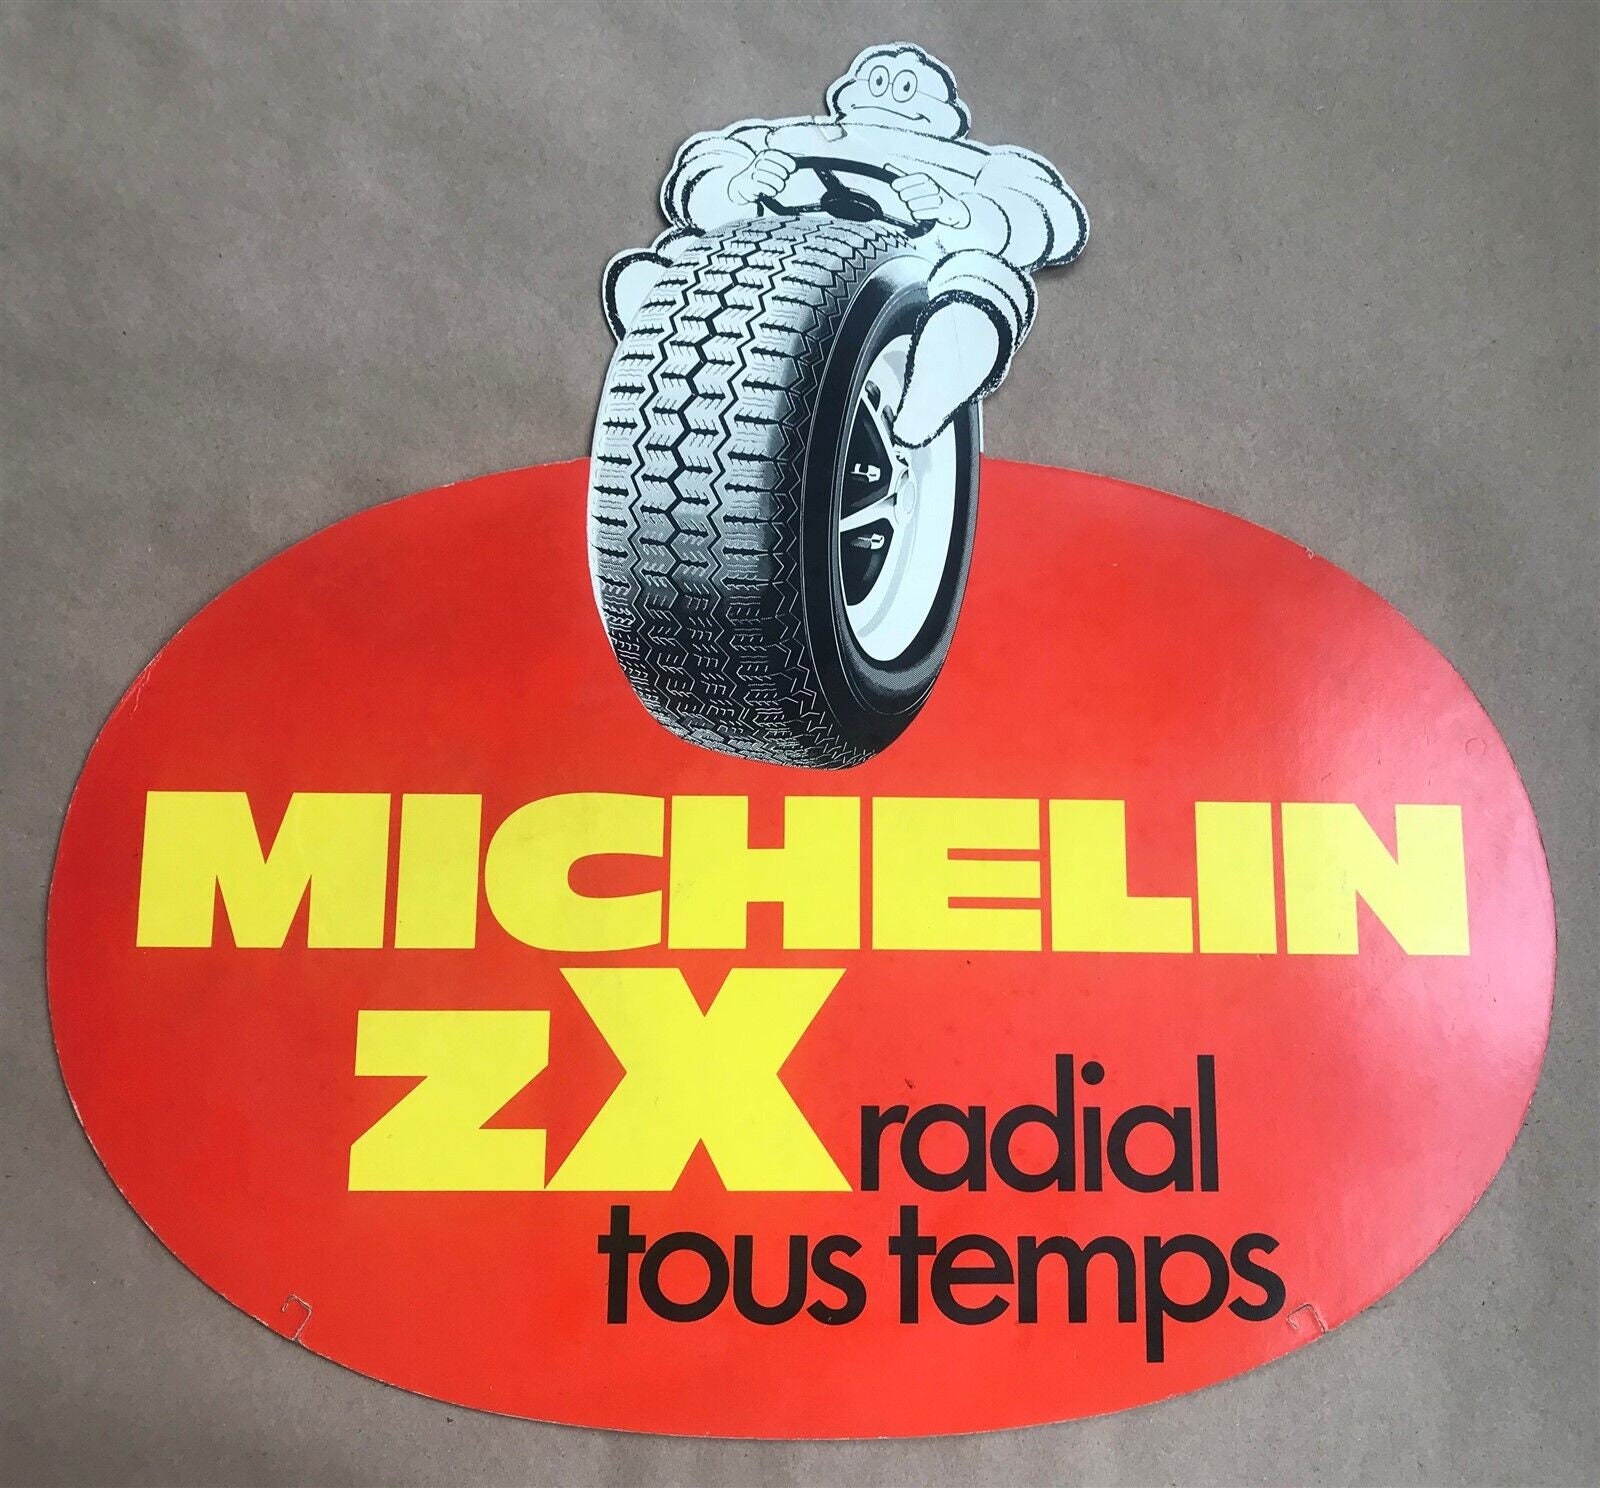 MICHELIN
zX radial
tous temps